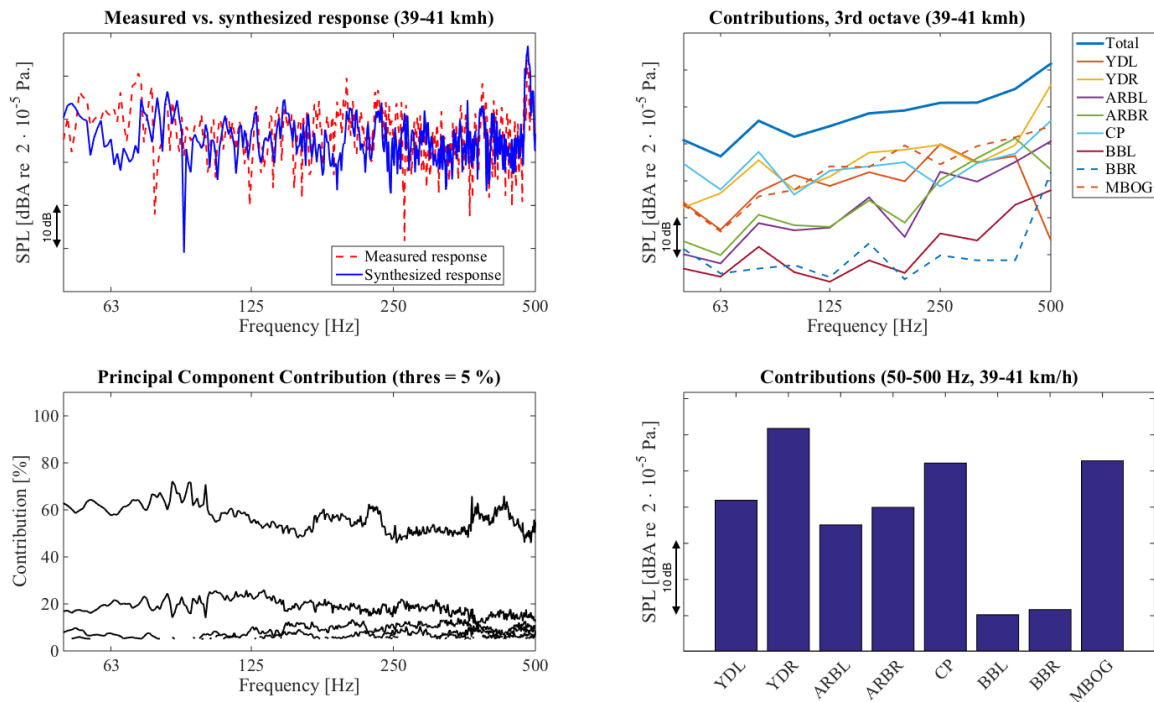 Measured vs. synthesized response (39-41 kmh)
SPL [dBA re 2 · 10⁻⁵ Pa.]
10 dB
Measured response
Synthesized response
63 125 250 500
Frequency [Hz]
Contributions, 3rd octave (39-41 kmh)
SPL [dBA re 2 · 10⁻⁵ Pa.]
10 dB
63 125 250 500
Frequency [Hz]
Total
YDL
YDR
ARBL
ARBR
CP
BBL
BBR
MBOG
Principal Component Contribution (thres = 5 %)
Contribution [%]
100
80
60
40
20
0
63 125 250 500
Frequency [Hz]
Contributions (50-500 Hz, 39-41 km/h)
SPL [dBA re 2 · 10⁻⁵ Pa.]
10 dB
YDL YDR ARBL ARBR CP BBL BBR MBOG